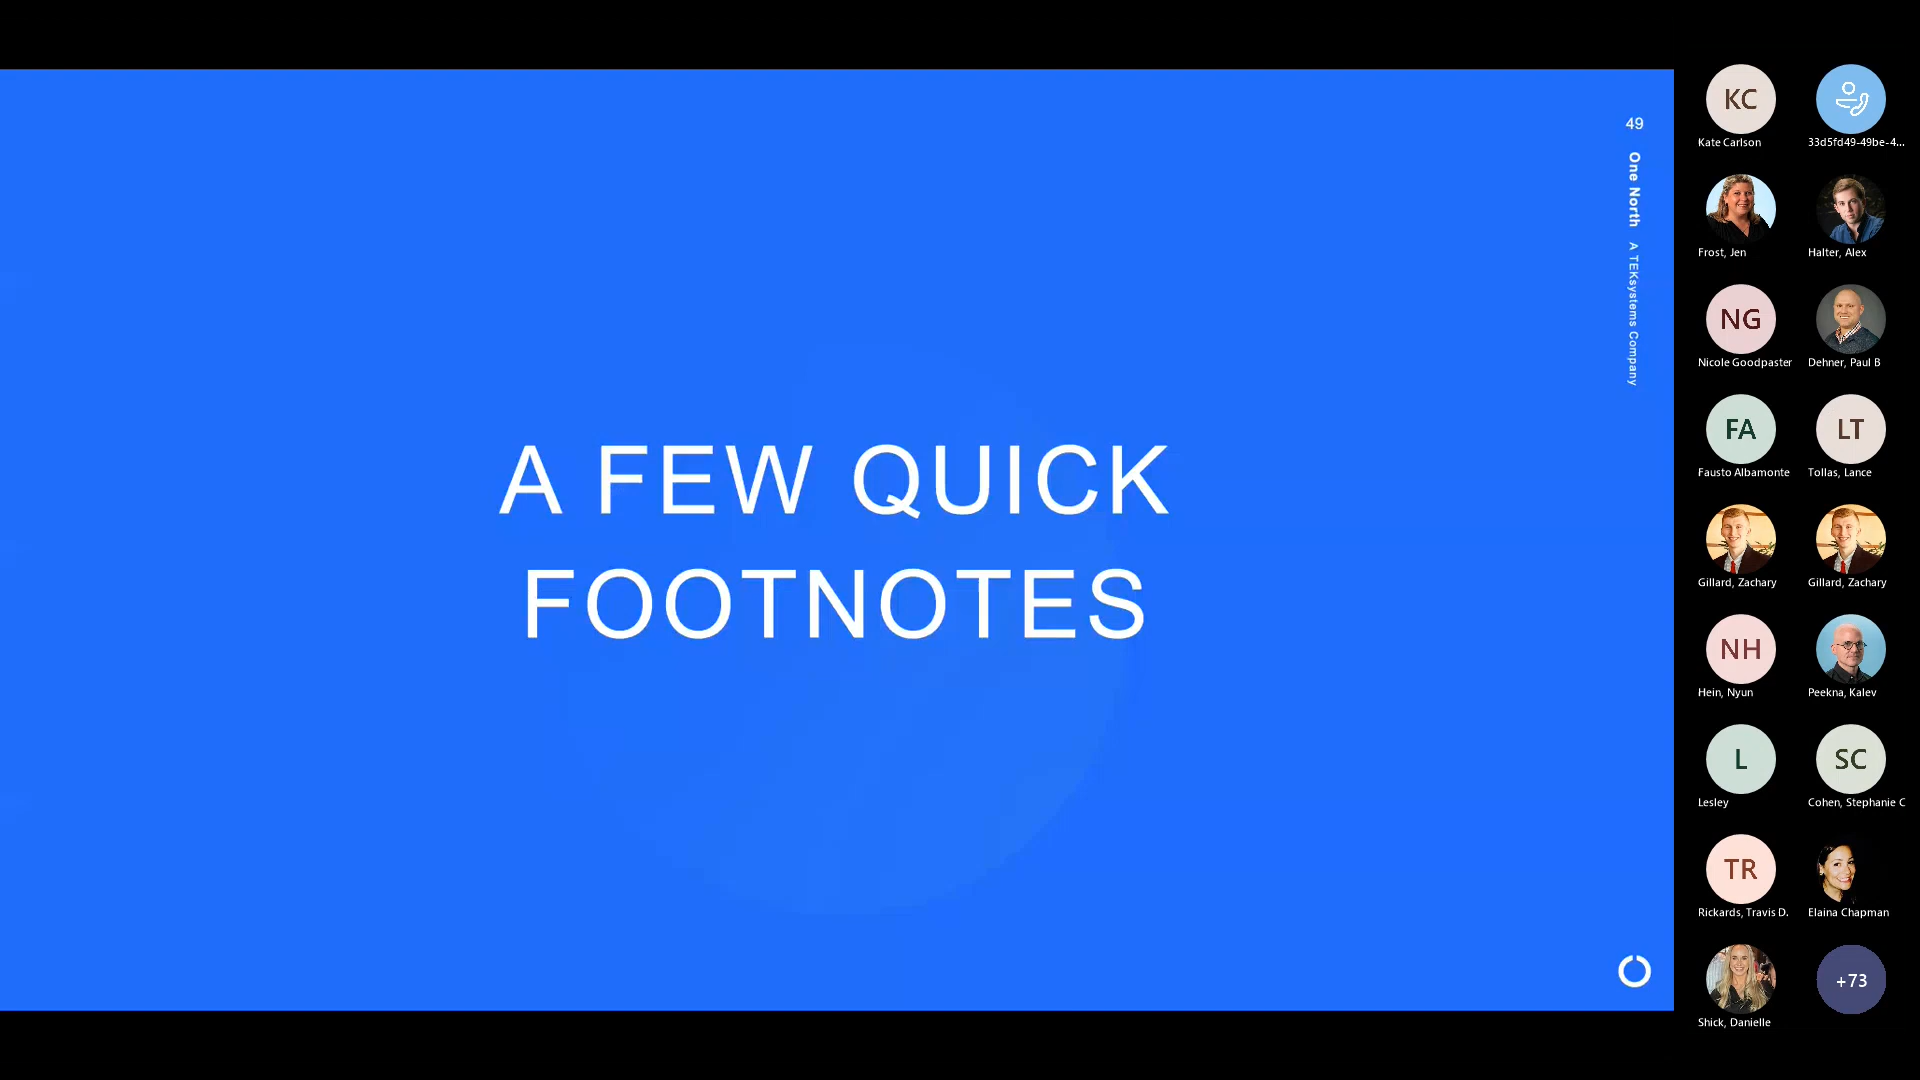 A FEW QUICK
FOOTNOTES
49
One North A TEKsystems Company
KC
Kate Carlson
33d5fd49-49be-4...
Frost, Jen
Halter, Alex
NG
Nicole Goodpaster
Dehner, Paul B
FA
Fausto Albamonte
LT
Tollas, Lance
Gillard, Zachary
Gillard, Zachary
NH
Hein, Nyun
Peekna, Kalev
L
Lesley
SC
Cohen, Stephanie C
TR
Rickards, Travis D.
Elaina Chapman
Shick, Danielle
+73